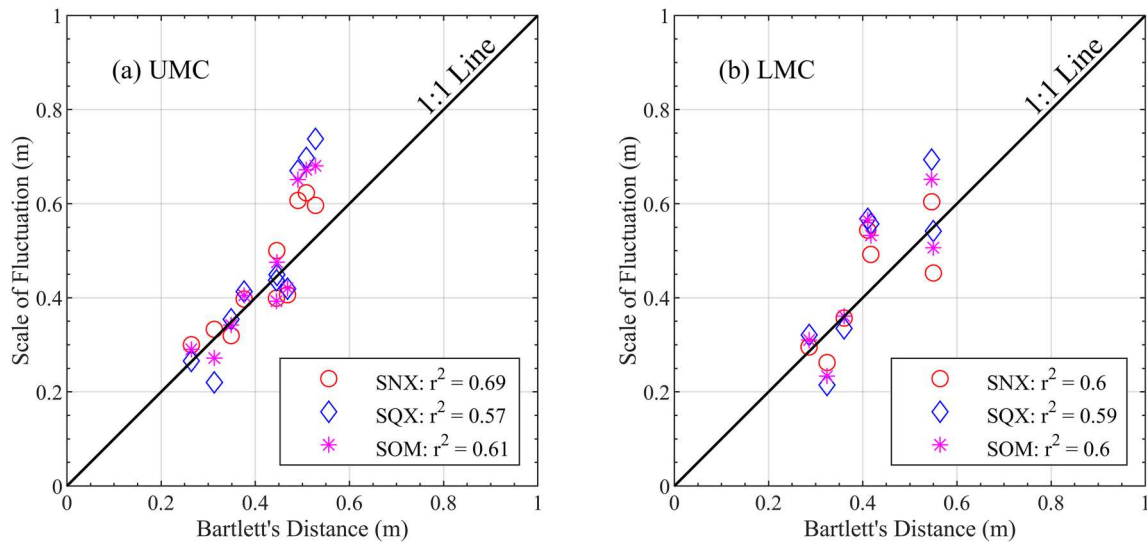 (a) UMC
1:1 Line
Scale of Fluctuation (m)
1
0.8
0.6
0.4
0.2
0
SNX: r² = 0.69
SQX: r² = 0.57
SOM: r² = 0.61
0 0.2 0.4 0.6 0.8 1
Bartlett's Distance (m)
(b) LMC
1:1 Line
Scale of Fluctuation (m)
1
0.8
0.6
0.4
0.2
0
SNX: r² = 0.6
SQX: r² = 0.59
SOM: r² = 0.6
0 0.2 0.4 0.6 0.8 1
Bartlett's Distance (m)